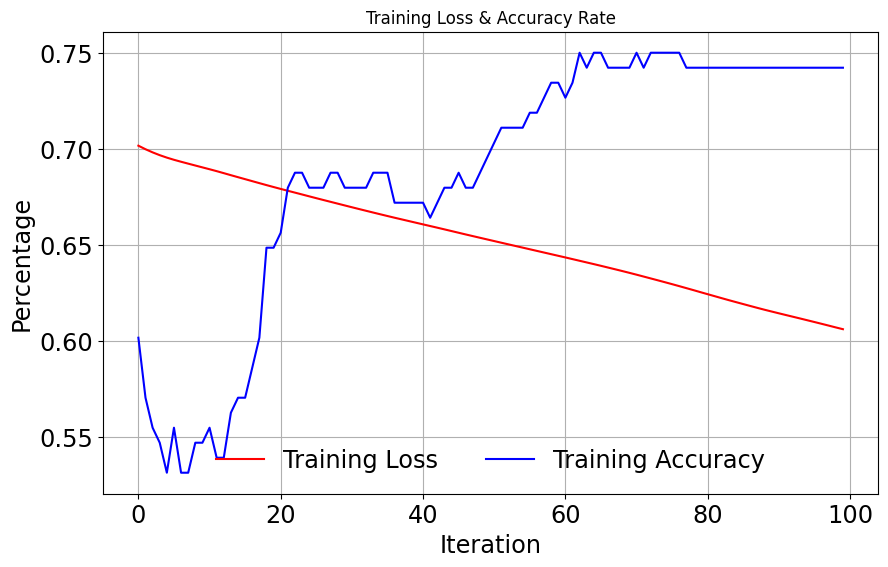 Training Loss & Accuracy Rate
0.75
0.70
0.65
0.60
0.55
Percentage
Training Loss Training Accuracy
0 20 40 60 80 100
Iteration